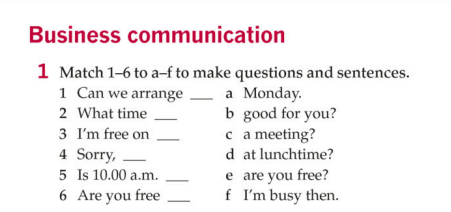 Business communication
1 Match 1–6 to a–f to make questions and sentences.
1 Can we arrange ___ a Monday.
2 What time ___ b good for you?
3 I'm free on ___ c a meeting?
4 Sorry, ___ d at lunchtime?
5 Is 10.00 a.m. ___ e are you free?
6 Are you free ___ f I'm busy then.